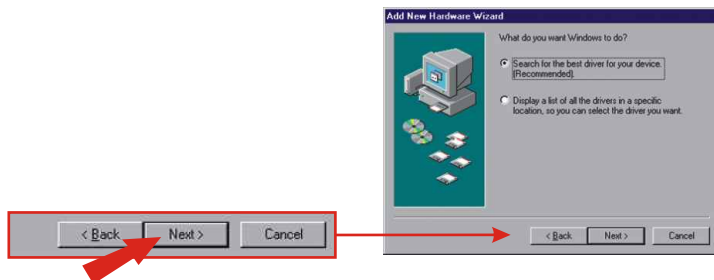 Add New Hardware Wizard
What do you want Windows to do?
Search for the best driver for your device.
(Recommended).
Display a list of all the drivers in a specific
location, so you can select the driver you want.
< Back Next > Cancel
< Back Next > Cancel